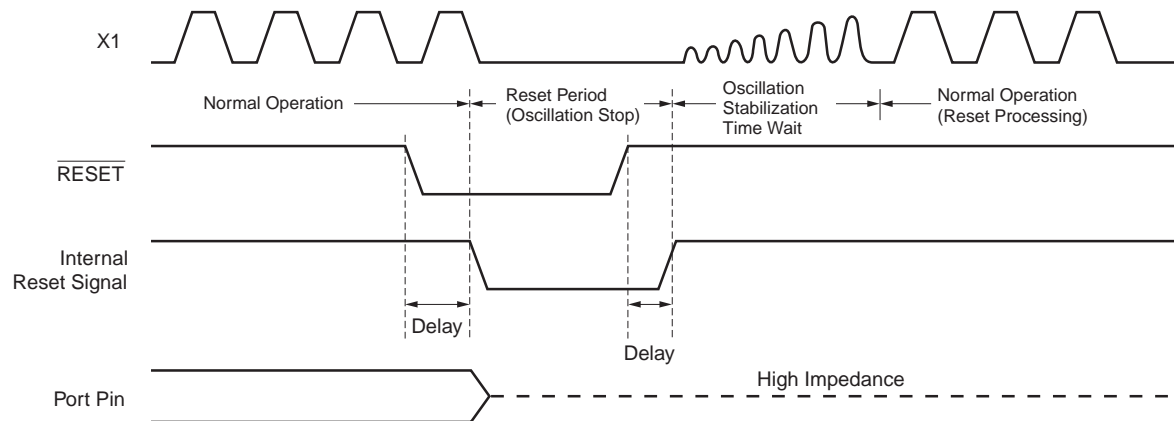 X1
Normal Operation
Reset Period
(Oscillation Stop)
Oscillation
Stabilization
Time Wait
Normal Operation
(Reset Processing)
RESET
Internal
Reset Signal
Delay
Delay
Port Pin
High Impedance